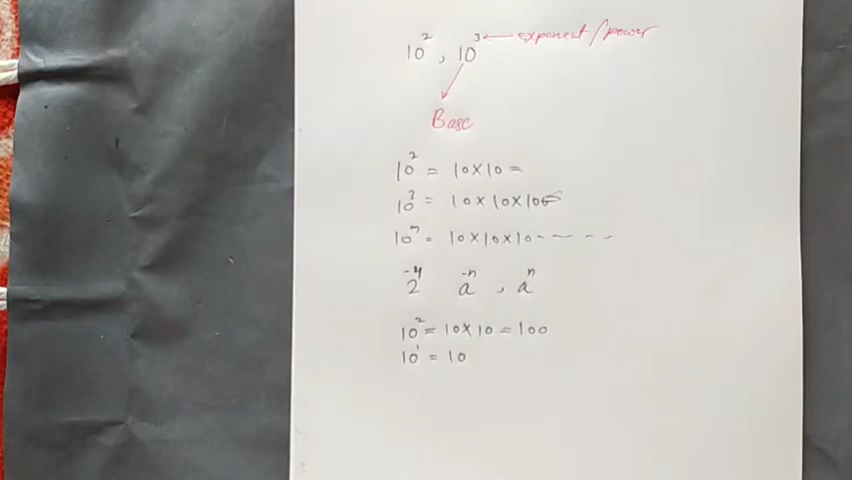 10², 10³ ← exponent/power
Base
10² = 10×10 =
10³ = 10×10×10
10ⁿ = 10×10×10 - - - - -
2⁻⁴ a⁻ⁿ , aⁿ
10² = 10×10 = 100
10¹ = 10